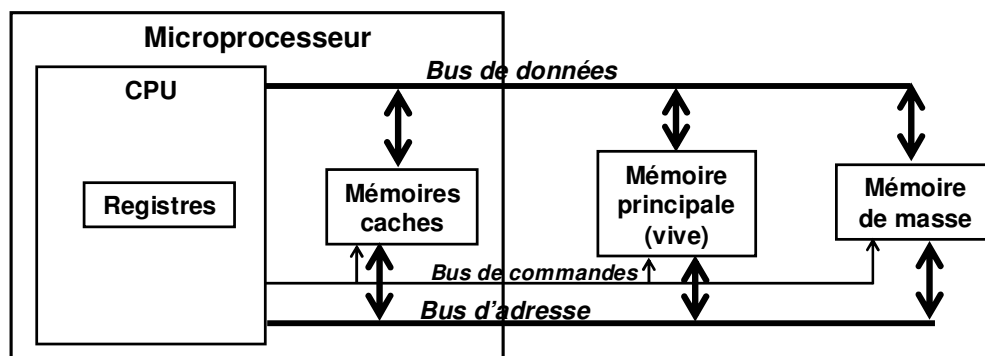 Microprocesseur
Bus de données
CPU
Registres
Mémoires
caches
Mémoire
principale
(vive)
Mémoire
de masse
Bus de commandes
Bus d'adresse